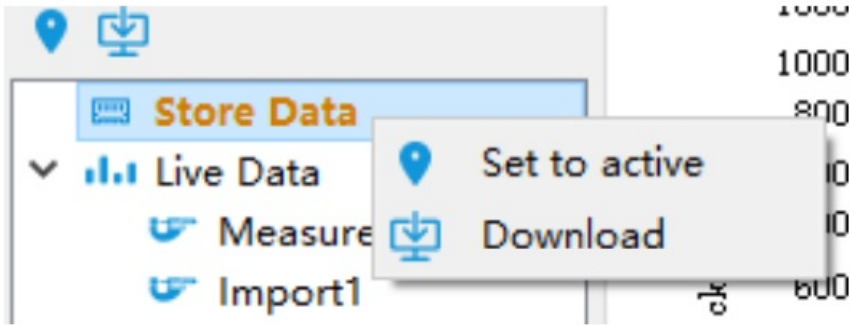 1000
Store Data
800
Set to active
Live Data
Download
Measure
600
Import1